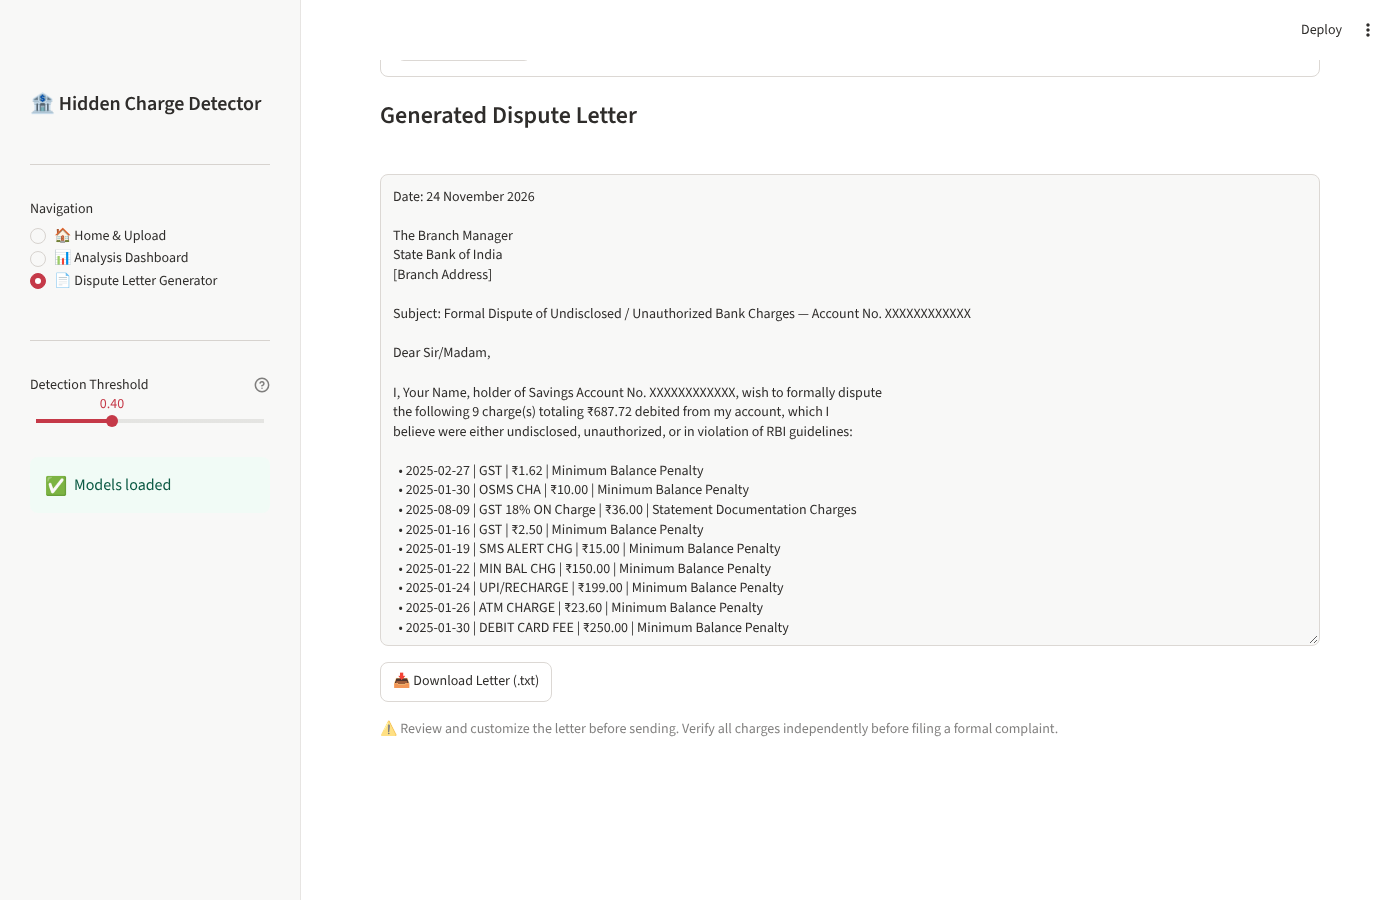 Deploy
🏦 Hidden Charge Detector
Navigation
🏠 Home & Upload
📊 Analysis Dashboard
📄 Dispute Letter Generator
Detection Threshold
0.40
✅ Models loaded
Generated Dispute Letter
Date: 24 November 2026
The Branch Manager
State Bank of India
[Branch Address]
Subject: Formal Dispute of Undisclosed / Unauthorized Bank Charges — Account No. XXXXXXXXXXXX
Dear Sir/Madam,
I, Your Name, holder of Savings Account No. XXXXXXXXXXXX, wish to formally dispute
the following 9 charge(s) totaling ₹687.72 debited from my account, which I
believe were either undisclosed, unauthorized, or in violation of RBI guidelines:
• 2025-02-27 | GST | ₹1.62 | Minimum Balance Penalty
• 2025-01-30 | OSMS CHA | ₹10.00 | Minimum Balance Penalty
• 2025-08-09 | GST 18% ON Charge | ₹36.00 | Statement Documentation Charges
• 2025-01-16 | GST | ₹2.50 | Minimum Balance Penalty
• 2025-01-19 | SMS ALERT CHG | ₹15.00 | Minimum Balance Penalty
• 2025-01-22 | MIN BAL CHG | ₹150.00 | Minimum Balance Penalty
• 2025-01-24 | UPI/RECHARGE | ₹199.00 | Minimum Balance Penalty
• 2025-01-26 | ATM CHARGE | ₹23.60 | Minimum Balance Penalty
• 2025-01-30 | DEBIT CARD FEE | ₹250.00 | Minimum Balance Penalty
📥 Download Letter (.txt)
⚠️ Review and customize the letter before sending. Verify all charges independently before filing a formal complaint.